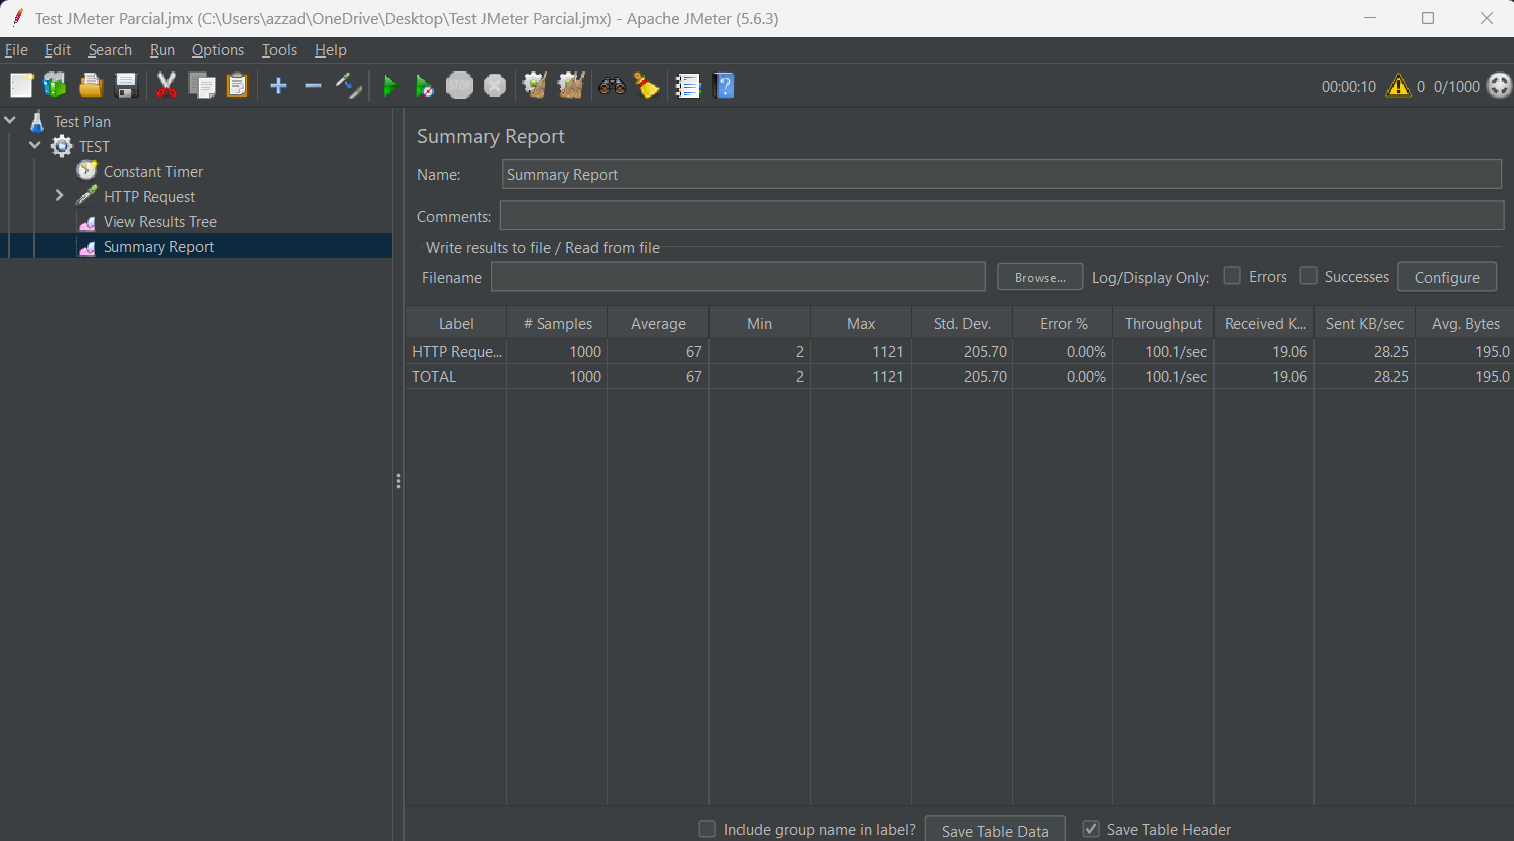 Test JMeter Parcial.jmx (C:\Users\azzad\OneDrive\Desktop\Test JMeter Parcial.jmx) - Apache JMeter (5.6.3)
File Edit Search Run Options Tools Help
STOP 00:00:10 0 0/1000
Test Plan
TEST
Constant Timer
HTTP Request
View Results Tree
Summary Report
Summary Report
Name: Summary Report
Comments:
Write results to file / Read from file
Filename Browse... Log/Display Only: Errors Successes Configure
Label # Samples Average Min Max Std. Dev. Error % Throughput Received K... Sent KB/sec Avg. Bytes
HTTP Reque... 1000 67 2 1121 205.70 0.00% 100.1/sec 19.06 28.25 195.0
TOTAL 1000 67 2 1121 205.70 0.00% 100.1/sec 19.06 28.25 195.0
Include group name in label? Save Table Data Save Table Header